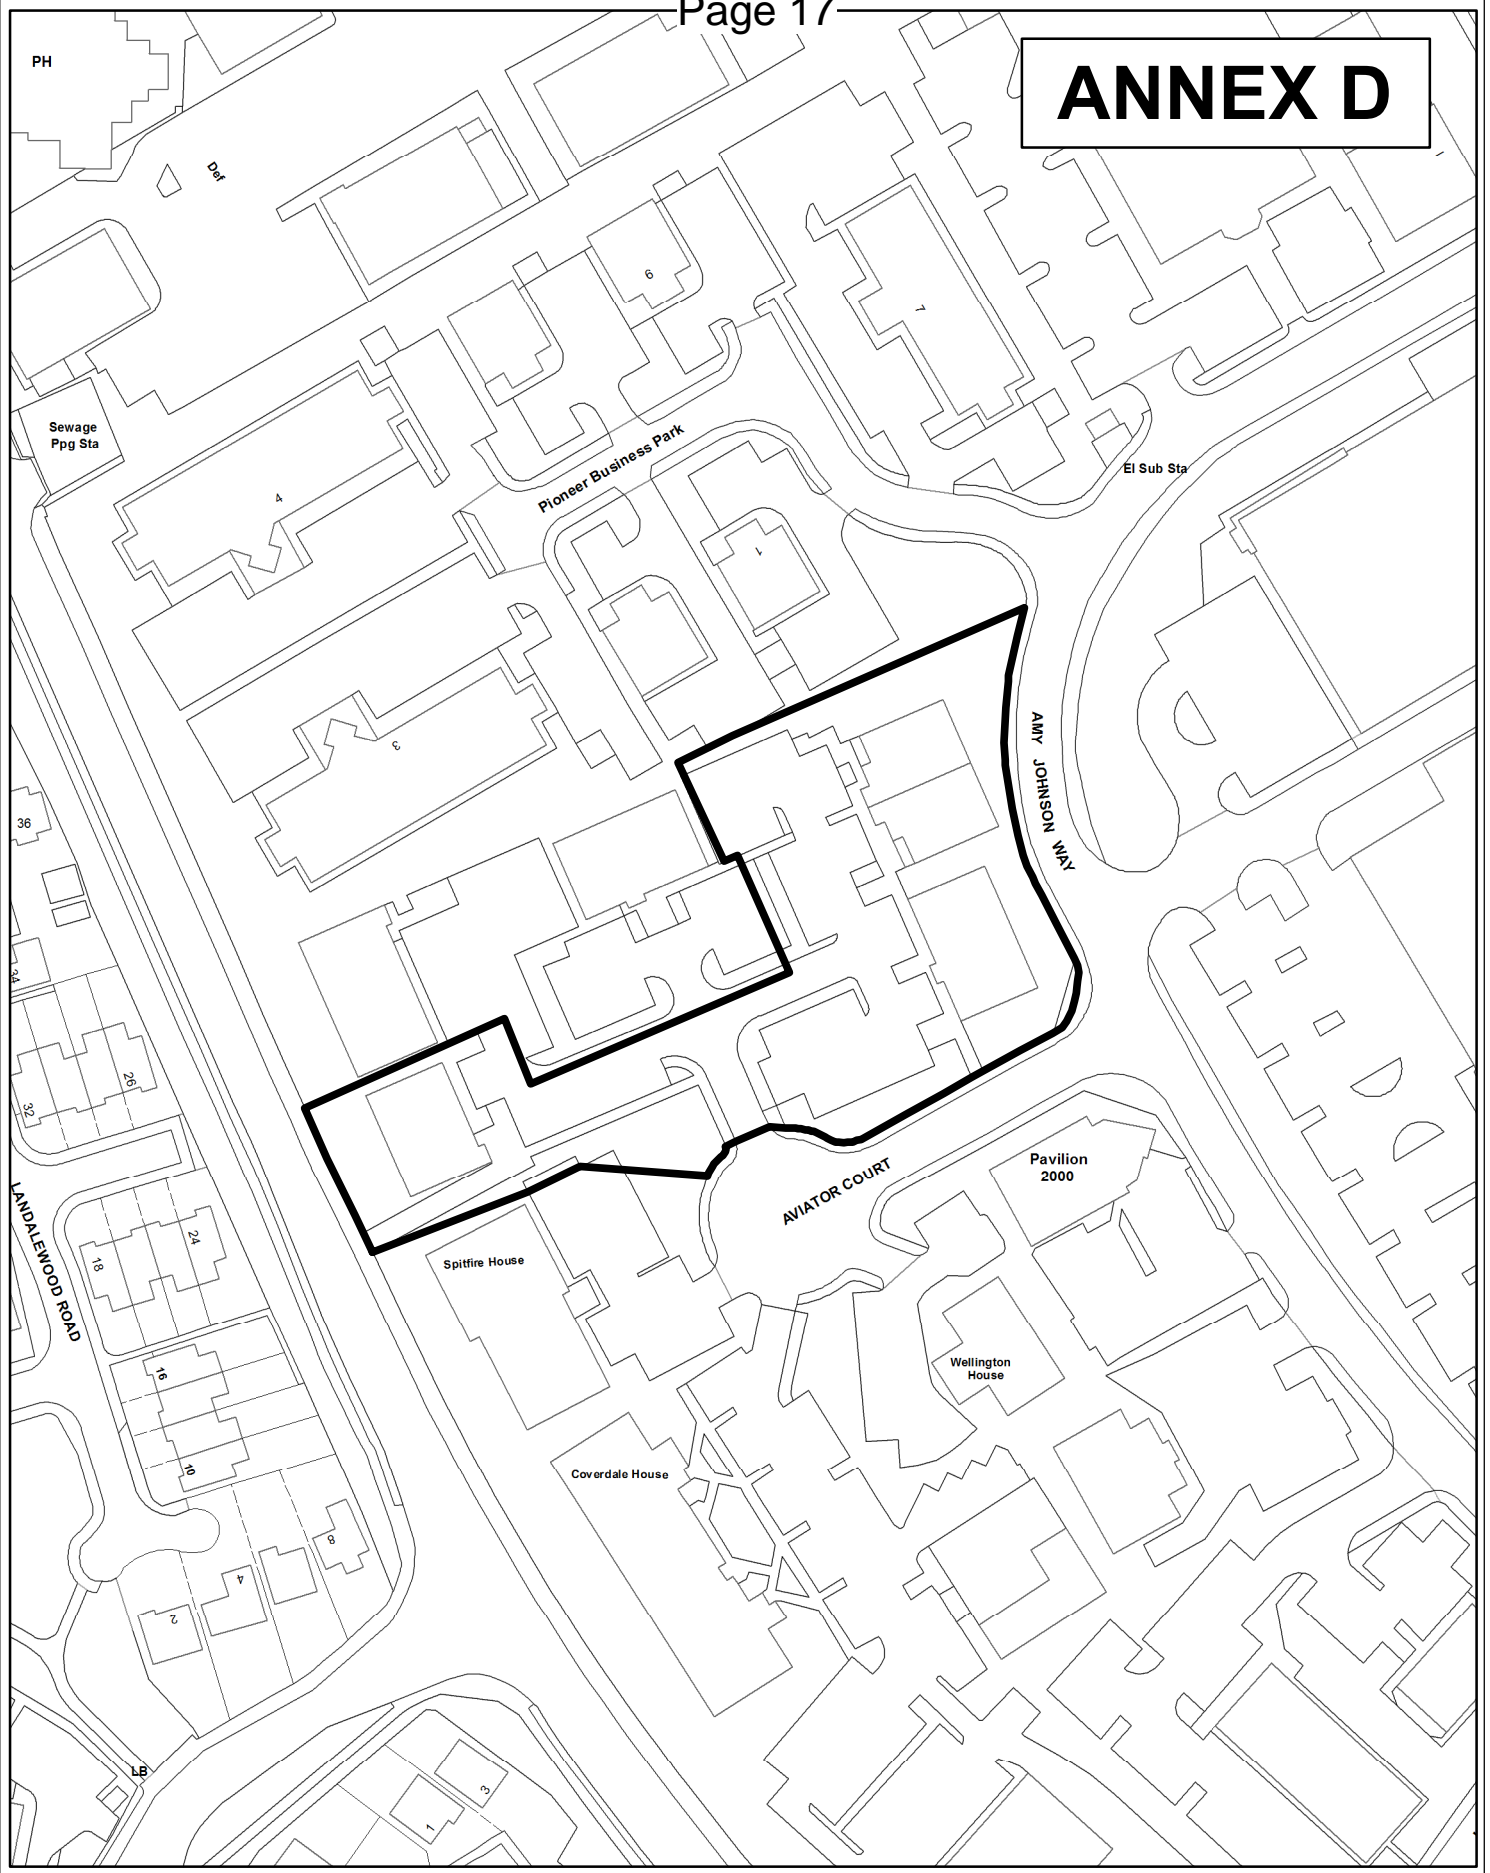 Page 17
ANNEX D
PH
Def
6
7
Sewage
Ppg Sta
4
Pioneer Business Park
El Sub Sta
1
3
AMY JOHNSON WAY
36
34
26
32
AVIATOR COURT
Pavilion
2000
LANDALEWOOD ROAD
24
18
Spitfire House
Wellington
House
16
10
Coverdale House
8
4
2
LB
3
1